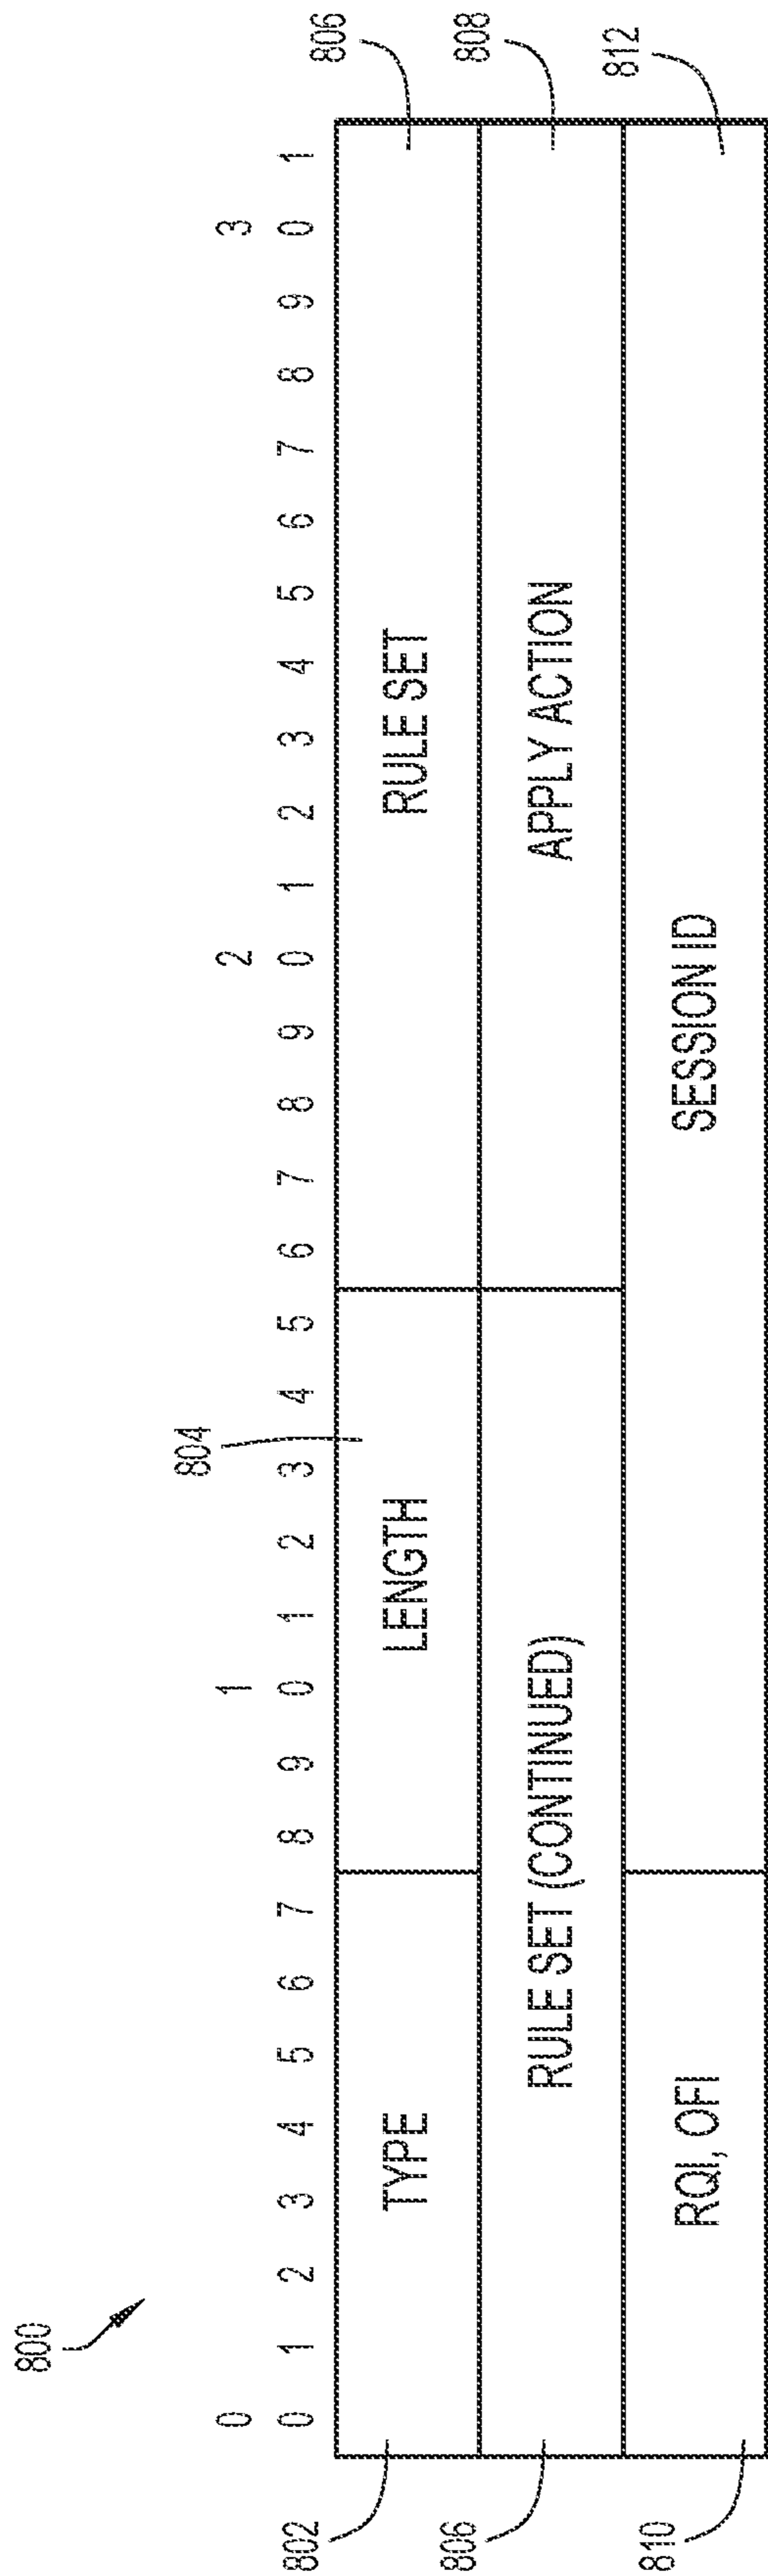 800
0 1 2 3
0 1 2 3 4 5 6 7 8 9 0 1 2 3 4 5 6 7 8 9 0 1 2 3 4 5 6 7 8 9 0 1
804
802 TYPE LENGTH RULE SET 806
806 RULE SET (CONTINUED) APPLY ACTION 808
810 RQI, OFI SESSION ID 812